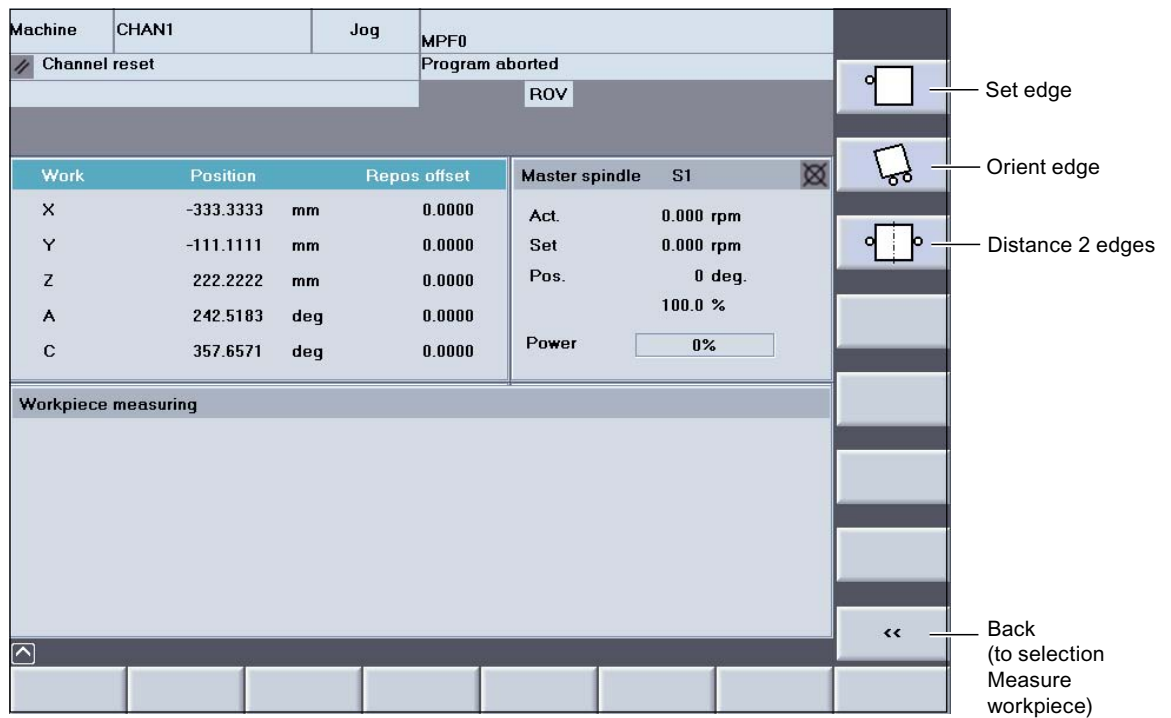 Machine CHAN1 Jog MPF0
Channel reset Program aborted
ROV
Work Position Repos offset
X -333.3333 mm 0.0000
Y -111.1111 mm 0.0000
Z 222.2222 mm 0.0000
A 242.5183 deg 0.0000
C 357.6571 deg 0.0000
Master spindle S1
Act. 0.000 rpm
Set 0.000 rpm
Pos. 0 deg.
100.0 %
Power 0%
Workpiece measuring
<<
Set edge
Orient edge
Distance 2 edges
Back
(to selection
Measure
workpiece)